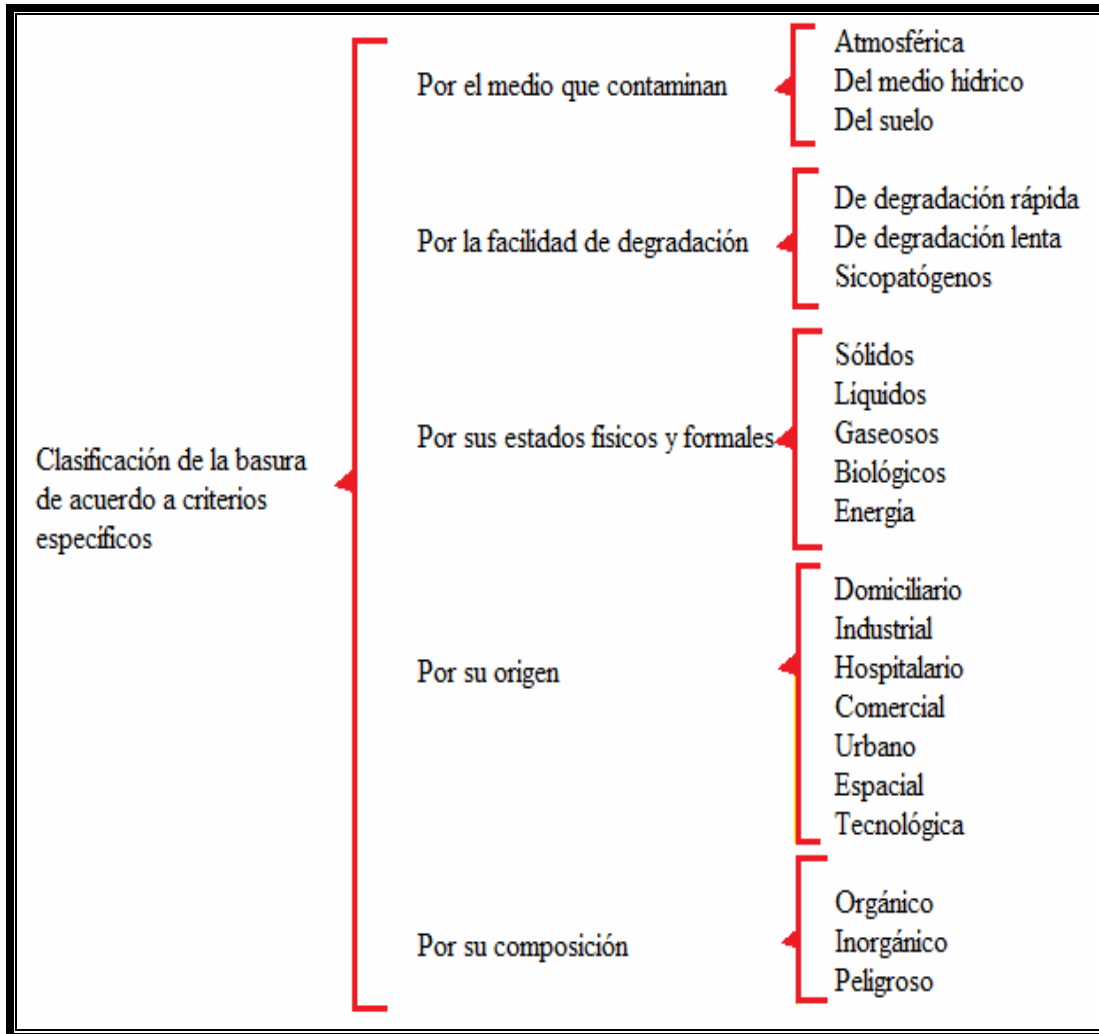 Clasificación de la basura
de acuerdo a criterios
específicos
Por el medio que contaminan
Atmosférica
Del medio hídrico
Del suelo
Por la facilidad de degradación
De degradación rápida
De degradación lenta
Sicopatógenos
Por sus estados físicos y formales
Sólidos
Líquidos
Gaseosos
Biológicos
Energía
Por su origen
Domiciliario
Industrial
Hospitalario
Comercial
Urbano
Espacial
Tecnológica
Por su composición
Orgánico
Inorgánico
Peligroso